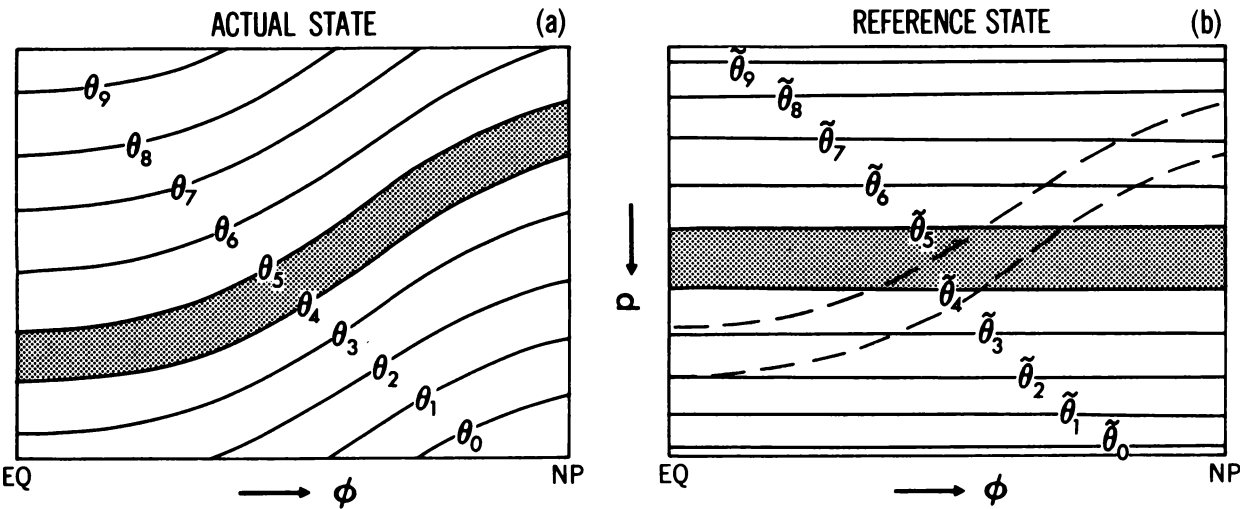 ACTUAL STATE (a)
θ₉
θ₈
θ₇
θ₆
θ₅
θ₄
θ₃
θ₂
θ₁
θ₀
EQ
NP
→ ϕ
REFERENCE STATE (b)
θ̃₉
θ̃₈
θ̃₇
θ̃₆
θ̃₅
θ̃₄
θ̃₃
θ̃₂
θ̃₁
θ̃₀
p →
EQ
NP
→ ϕ